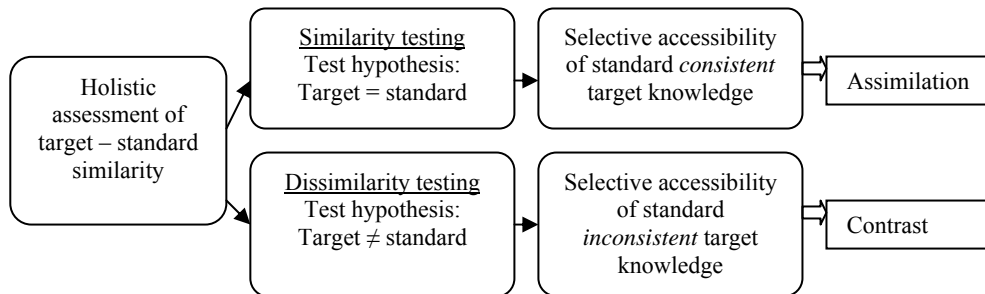 Holistic
assessment of
target – standard
similarity
Similarity testing
Test hypothesis:
Target = standard
Selective accessibility
of standard consistent
target knowledge
Assimilation
Dissimilarity testing
Test hypothesis:
Target ≠ standard
Selective accessibility
of standard
inconsistent target
knowledge
Contrast